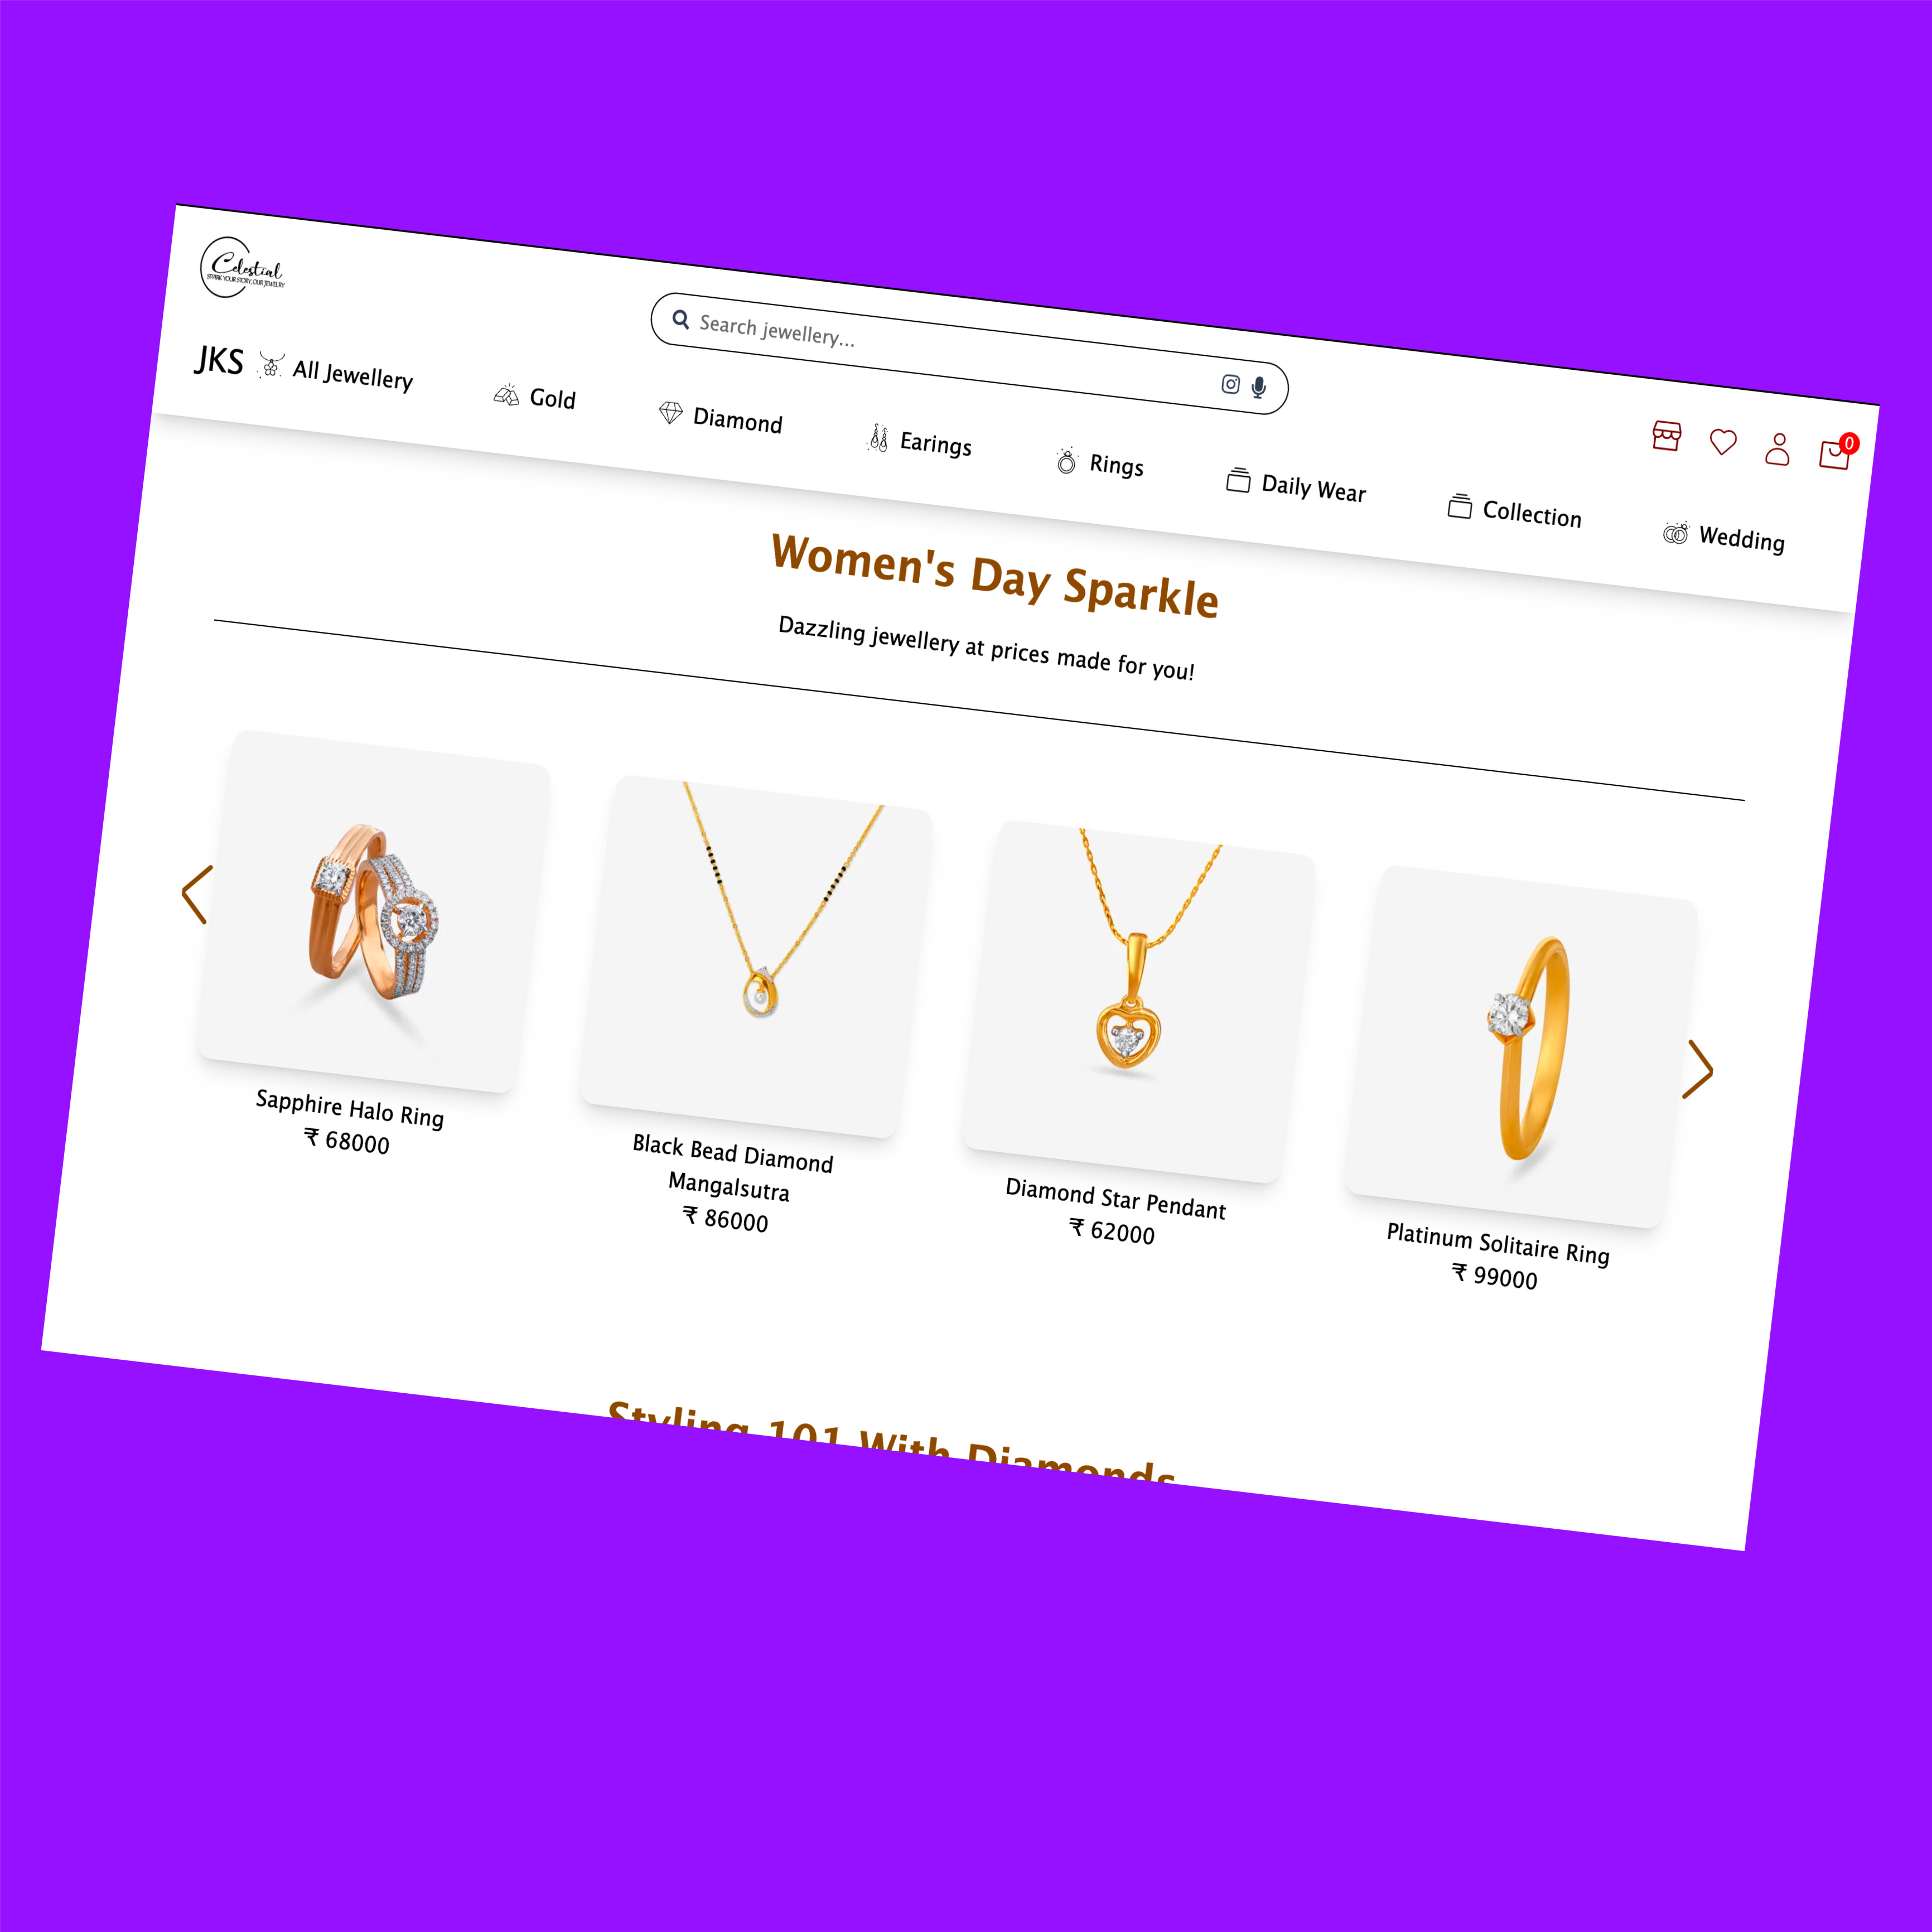 Celestial
SPARK YOUR STORY, OUR JEWELRY
Search jewellery...
0
JKS All Jewellery Gold Diamond Earings Rings Daily Wear Collection Wedding
Women's Day Sparkle
Dazzling jewellery at prices made for you!
Sapphire Halo Ring
₹ 68000
Black Bead Diamond
Mangalsutra
₹ 86000
Diamond Star Pendant
₹ 62000
Platinum Solitaire Ring
₹ 99000
Styling 101 With Diamonds